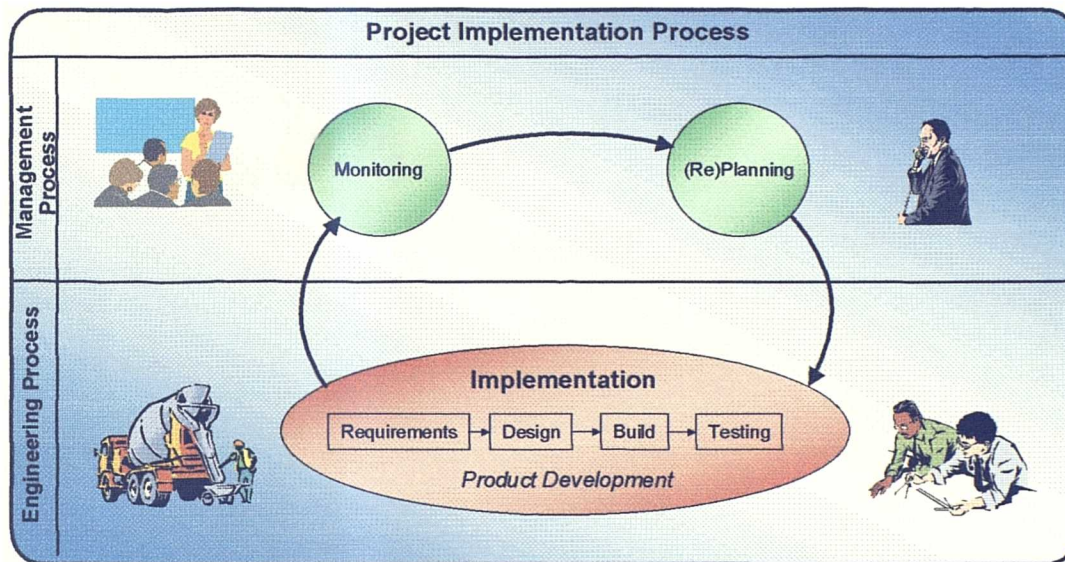 Project Implementation Process
Management
Process
Monitoring
(Re)Planning
Engineering Process
Implementation
Requirements
Design
Build
Testing
Product Development